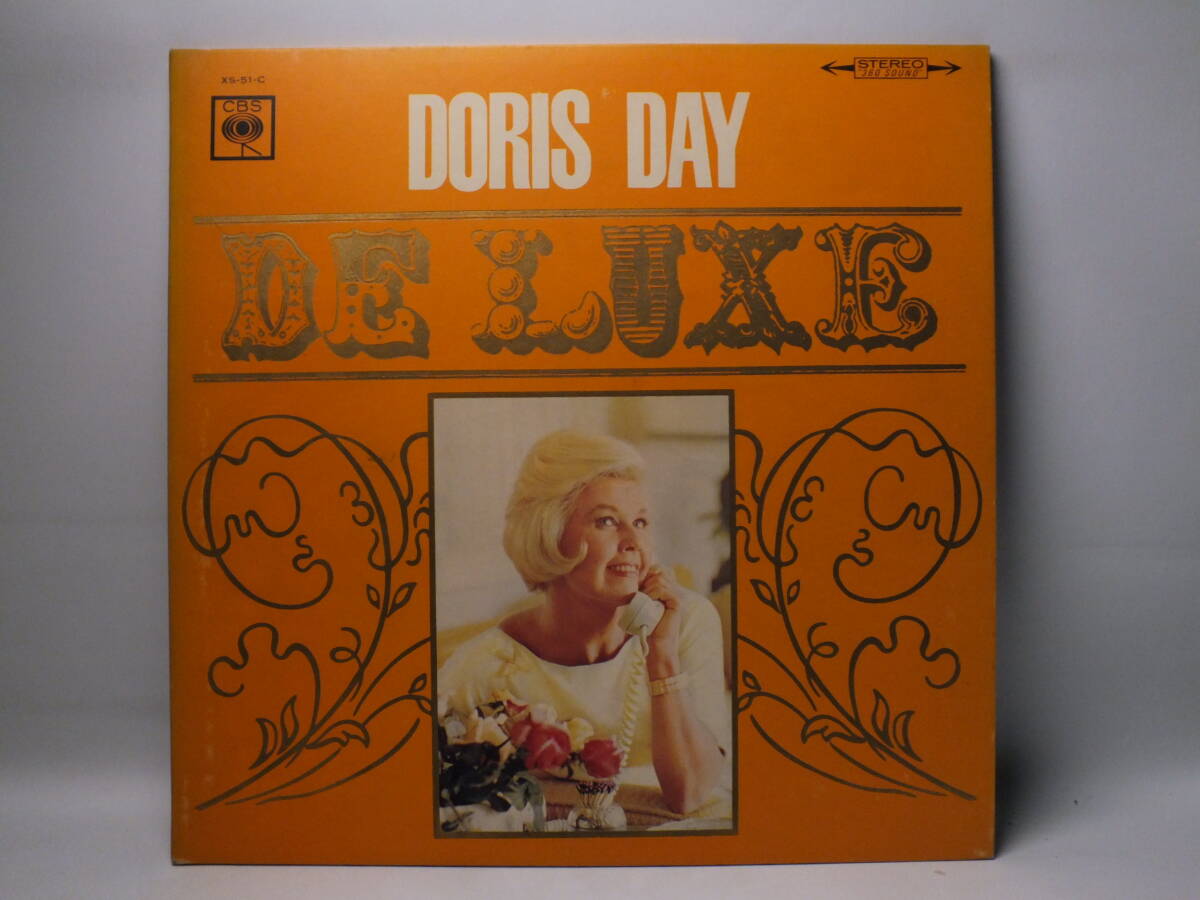 XS-51-C
CBS
STEREO
"360 SOUND"
DORIS DAY
DE LUXE